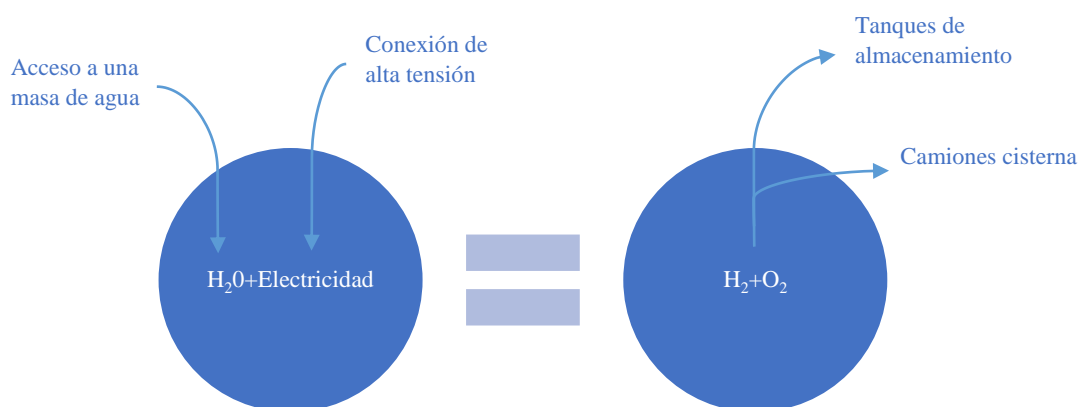 Acceso a una
masa de agua
Conexión de
alta tensión
H₂0+Electricidad
Tanques de
almacenamiento
Camiones cisterna
H₂+O₂